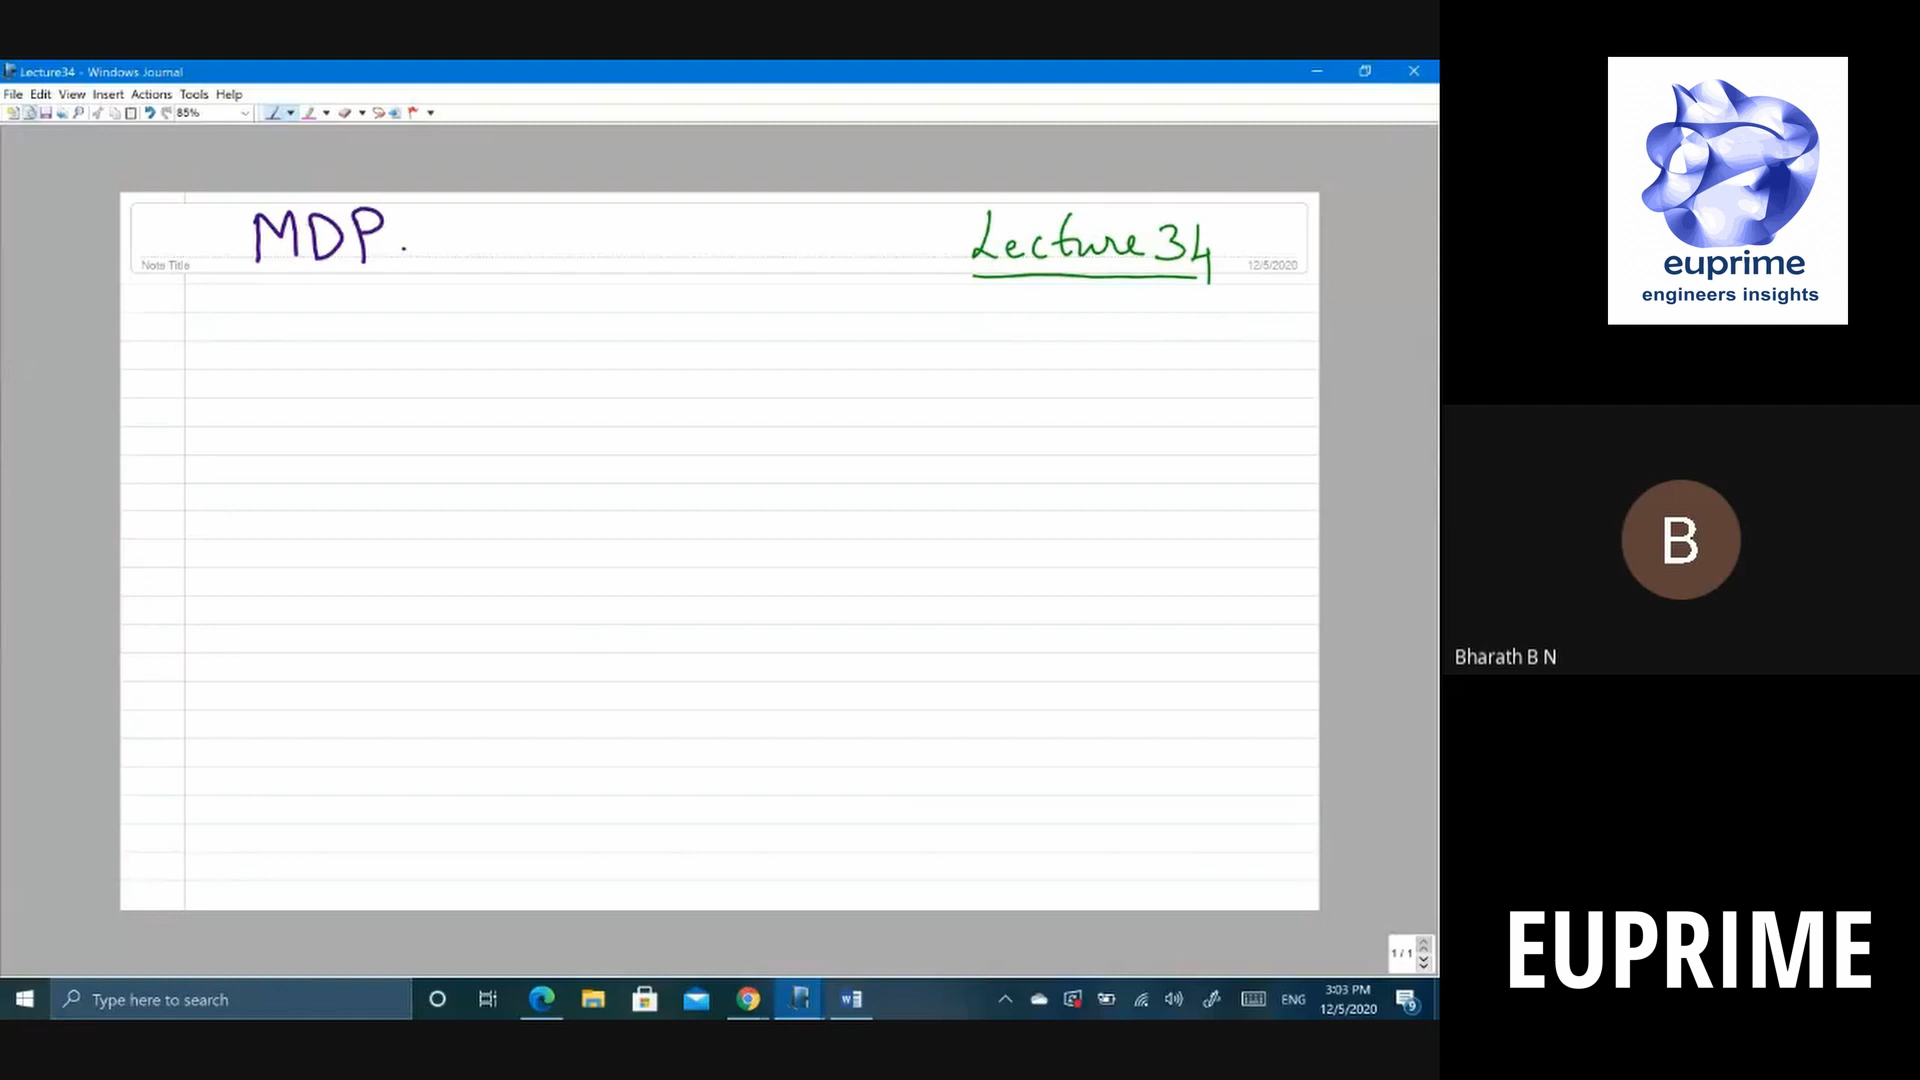 Lecture34 - Windows Journal
File Edit View Insert Actions Tools Help
85%
MDP.
Lecture 34
Note Title
12/5/2020
1 / 1
Type here to search
ENG
3:03 PM
12/5/2020
9
euprime
engineers insights
B
Bharath B N
EUPRIME